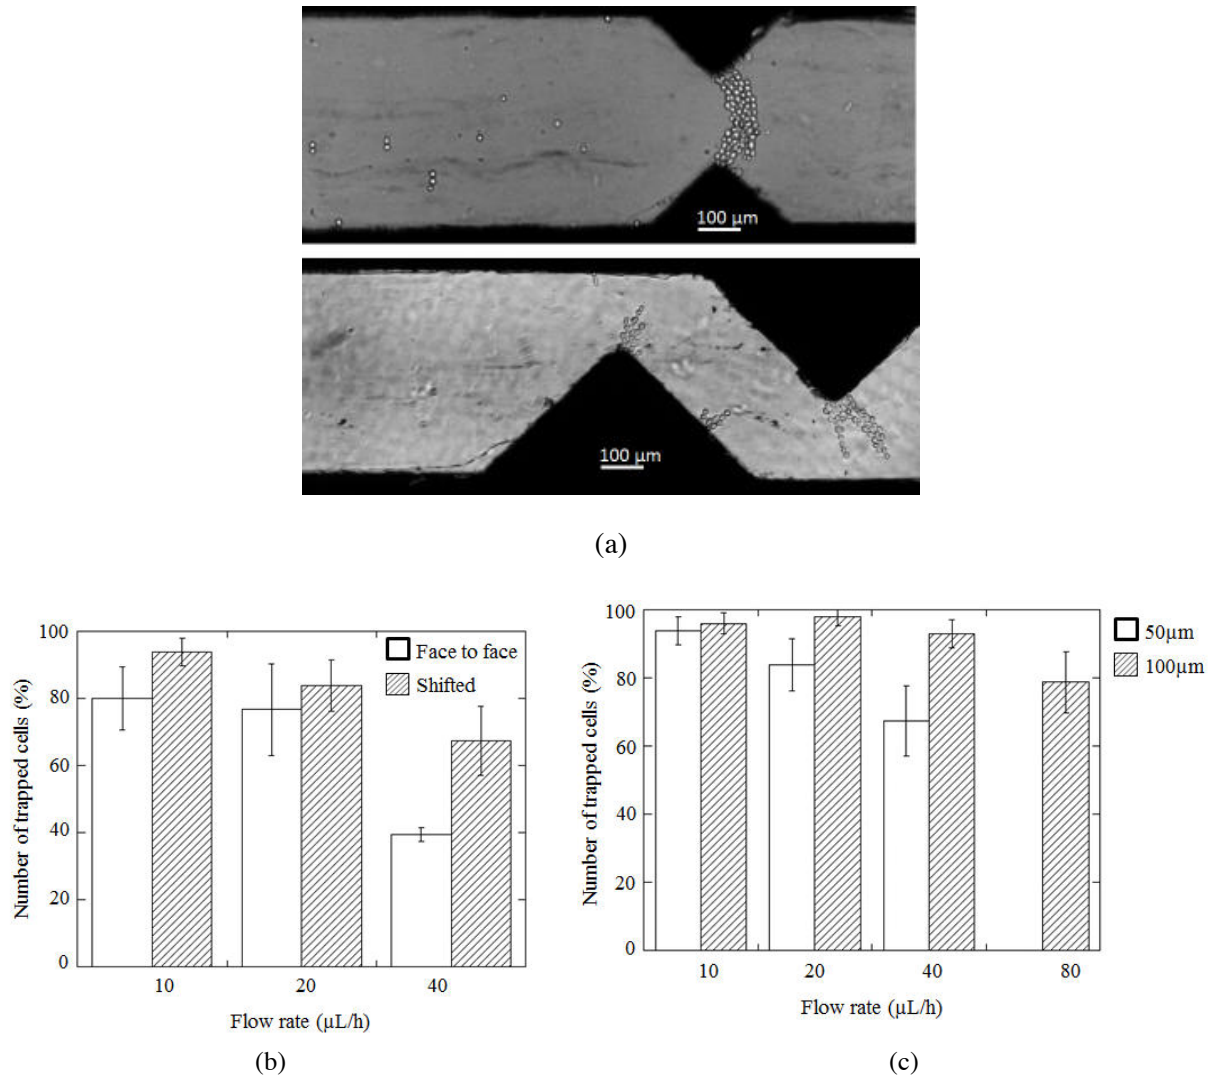 100 µm
100 µm
(a)
100
80
60
40
20
0
Number of trapped cells (%)
Face to face
Shifted
10 20 40
Flow rate (µL/h)
(b)
100
80
60
40
20
0
Number of trapped cells (%)
50µm
100µm
10 20 40 80
Flow rate (µL/h)
(c)